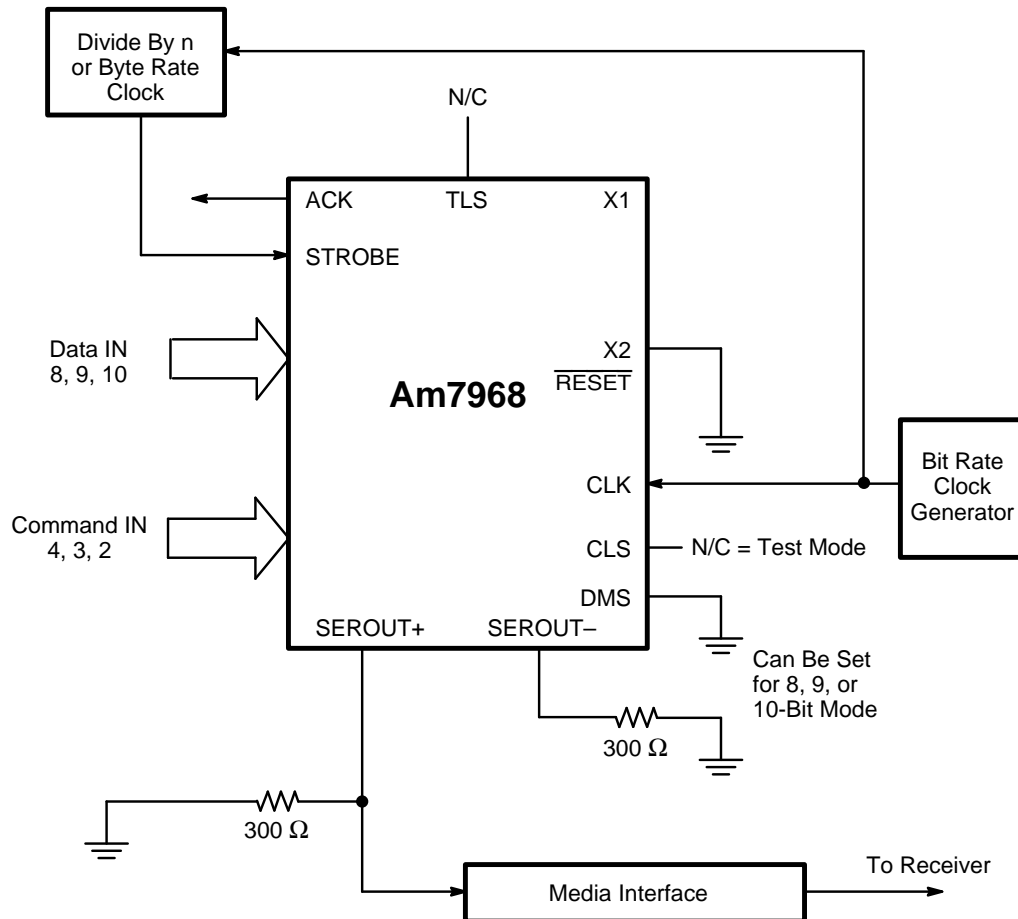 Divide By n
or Byte Rate
Clock
N/C
ACK
TLS
X1
STROBE
Data IN
8, 9, 10
X2
RESET
Am7968
Bit Rate
Clock
Generator
CLK
Command IN
4, 3, 2
CLS
N/C = Test Mode
DMS
SEROUT+
SEROUT–
Can Be Set
for 8, 9, or
10-Bit Mode
300 Ω
300 Ω
To Receiver
Media Interface